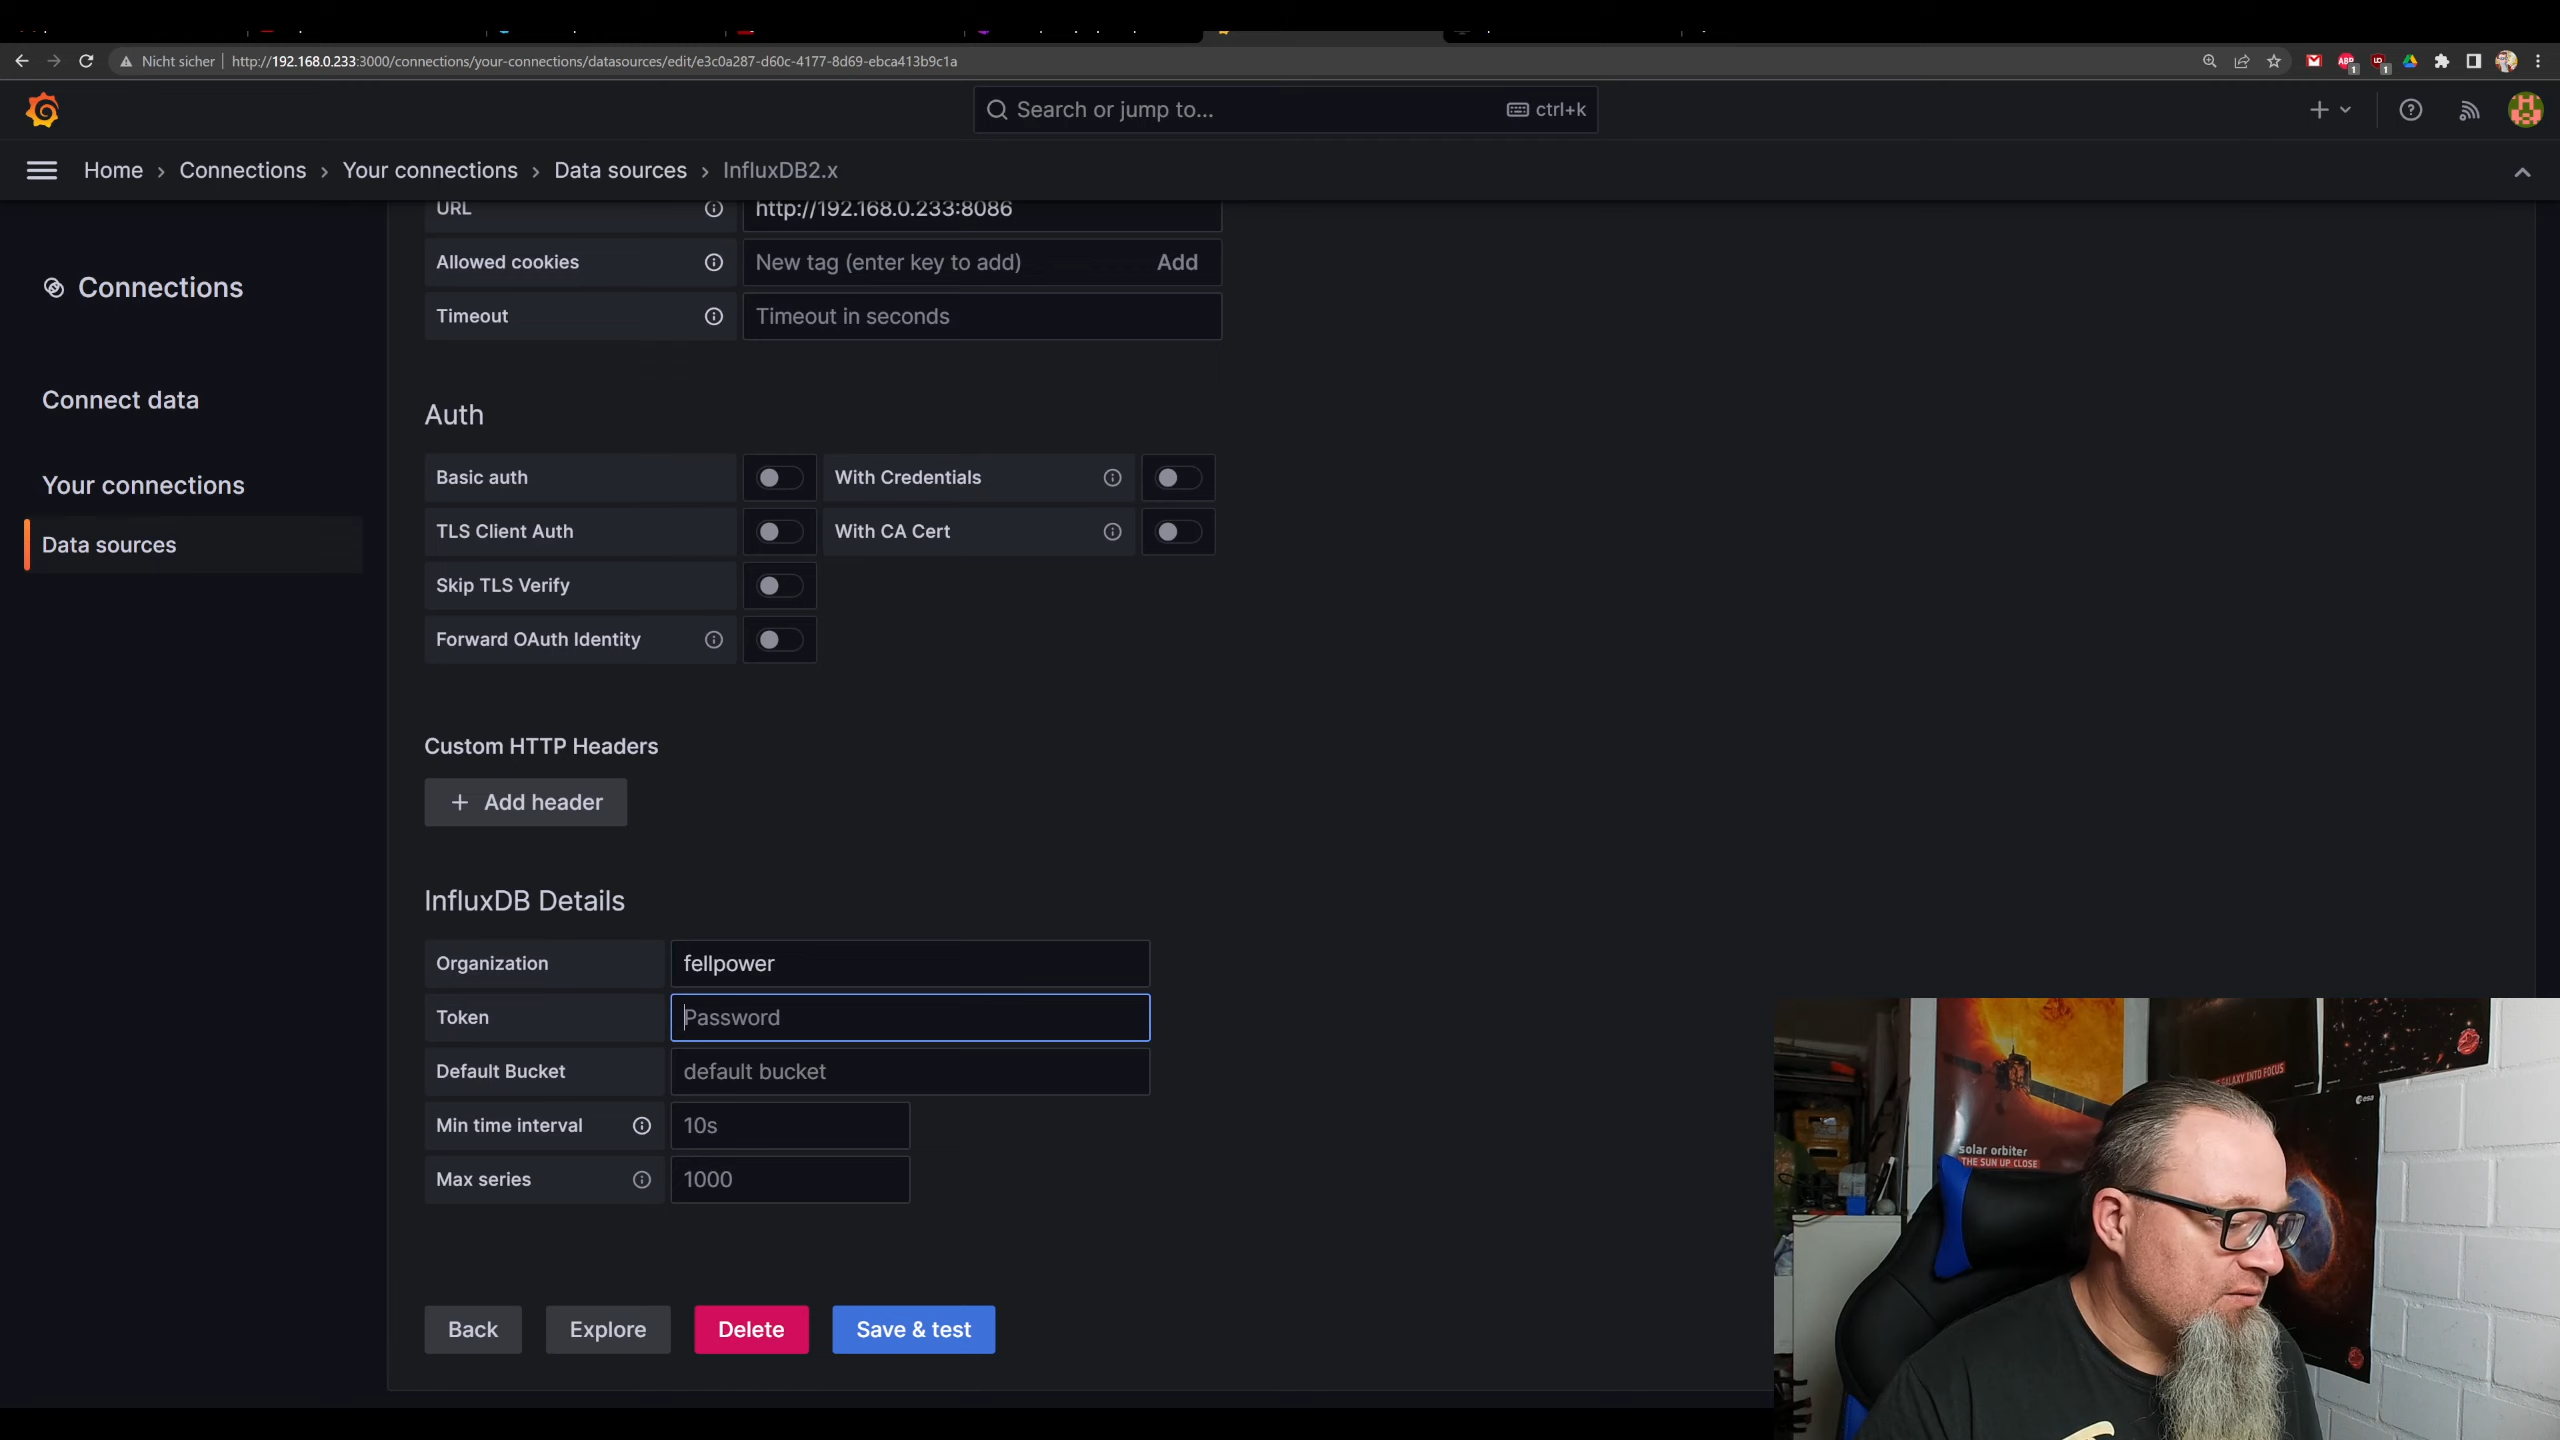 Nicht sicher
http://192.168.0.233:3000/connections/your-connections/datasources/edit/e3c0a287-d60c-4177-8d69-ebca413b9c1a
Search or jump to...
ctrl+k
Home › Connections › Your connections › Data sources › InfluxDB2.x
Connections
Connect data
Your connections
Data sources
URL
http://192.168.0.233:8086
Allowed cookies
New tag (enter key to add)
Add
Timeout
Timeout in seconds
Auth
Basic auth
With Credentials
TLS Client Auth
With CA Cert
Skip TLS Verify
Forward OAuth Identity
Custom HTTP Headers
+ Add header
InfluxDB Details
Organization
fellpower
Token
Password
Default Bucket
default bucket
Min time interval
10s
Max series
1000
Back
Explore
Delete
Save & test
solar orbiter
THE SUN UP CLOSE
GALAXY INTO FOCUS
esa